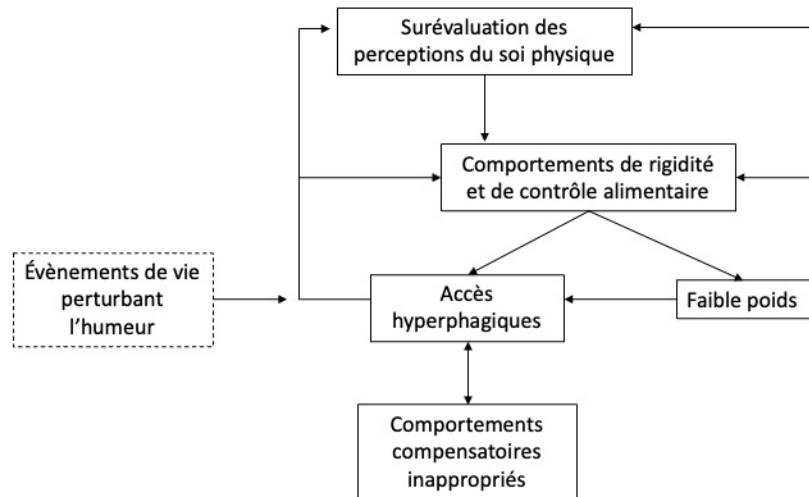 Surévaluation des
perceptions du soi physique
Comportements de rigidité
et de contrôle alimentaire
Évènements de vie
perturbant
l’humeur
Accès
hyperphagiques
Faible poids
Comportements
compensatoires
inappropriés